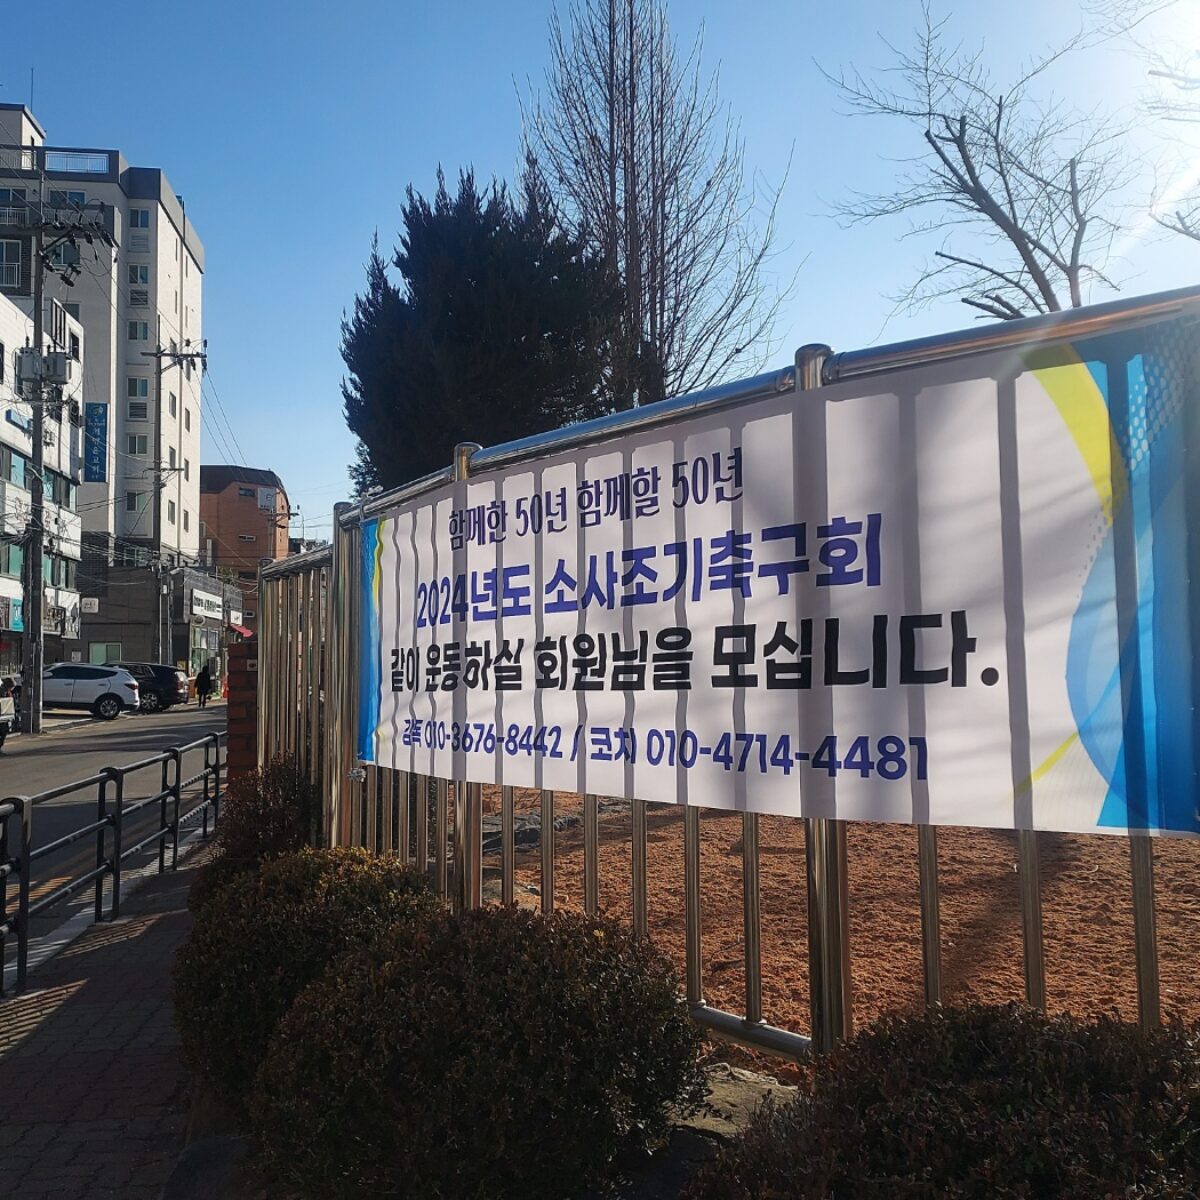 함께한 50년 함께할 50년
2024년도 소사조기축구회
같이 운동하실 회원님을 모십니다.
감독 010-3676-8442 / 코치 010-4714-4481